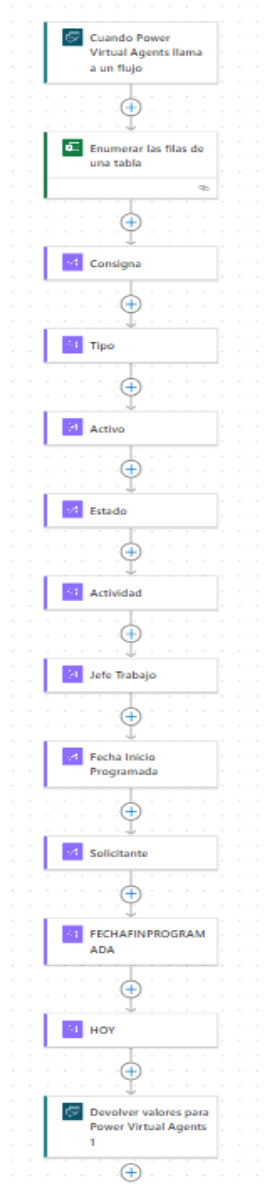 Cuando Power
Virtual Agents llama
a un flujo
Enumerar las filas de
una tabla
Consigna
Tipo
Activo
Estado
Actividad
Jefe Trabajo
Fecha Inicio
Programada
Solicitante
FECHAFINPROGRAM
ADA
HOY
Devolver valores para
Power Virtual Agents
1